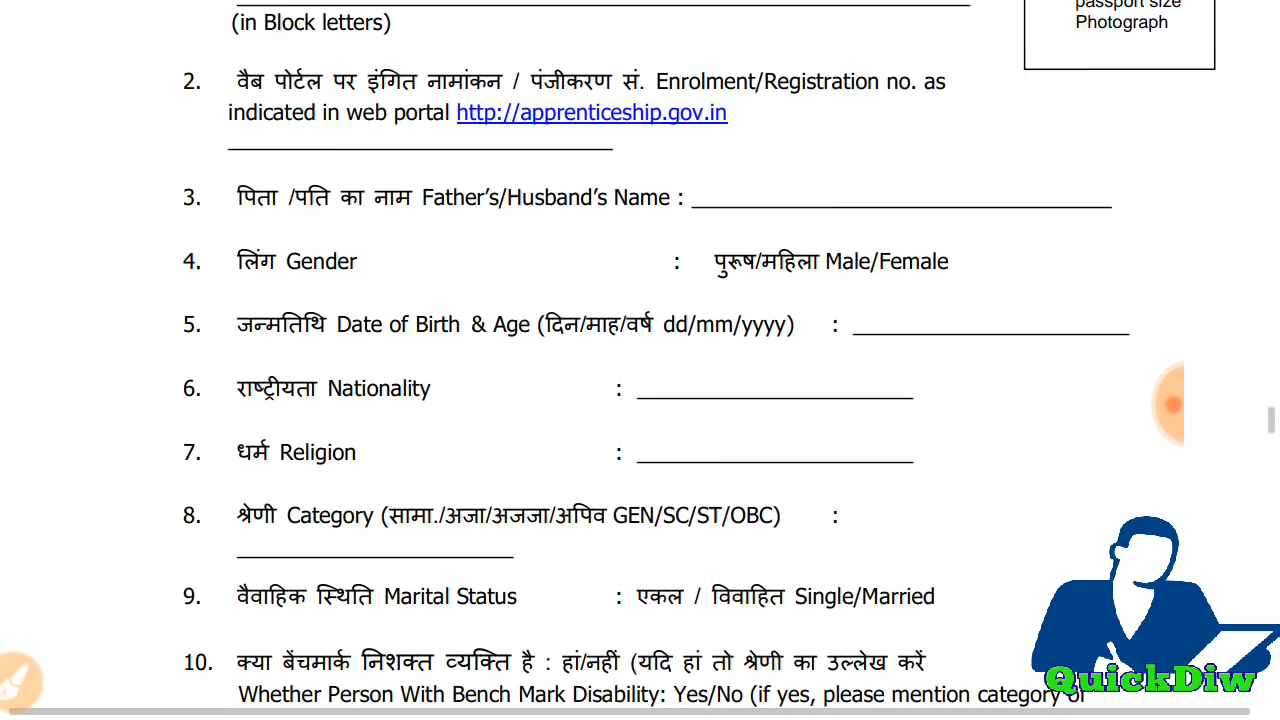 passport size
Photograph
(in Block letters)
2. वैब पोर्टल पर इंगित नामांकन / पंजीकरण सं. Enrolment/Registration no. as
indicated in web portal http://apprenticeship.gov.in
3. पिता /पति का नाम Father’s/Husband’s Name :
4. लिंग Gender : पुरूष/महिला Male/Female
5. जन्मतिथि Date of Birth & Age (दिन/माह/वर्ष dd/mm/yyyy) :
6. राष्ट्रीयता Nationality :
7. धर्म Religion :
8. श्रेणी Category (सामा./अजा/अजजा/अपिव GEN/SC/ST/OBC) :
9. वैवाहिक स्थिति Marital Status : एकल / विवाहित Single/Married
10. क्या बेंचमार्क निशक्त व्यक्ति है : हां/नहीं (यदि हां तो श्रेणी का उल्लेख करें
Whether Person With Bench Mark Disability: Yes/No (if yes, please mention category of
QuickDiw